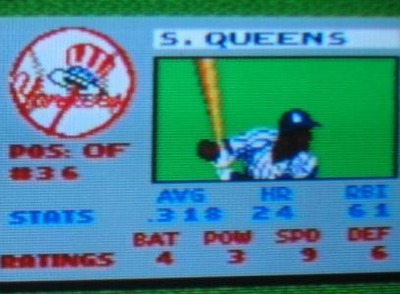 S. QUEENS
Yankees
POS: OF
#36
AVG HR RBI
STATS .318 24 61
BAT POW SPD DEF
RATINGS 4 3 9 6